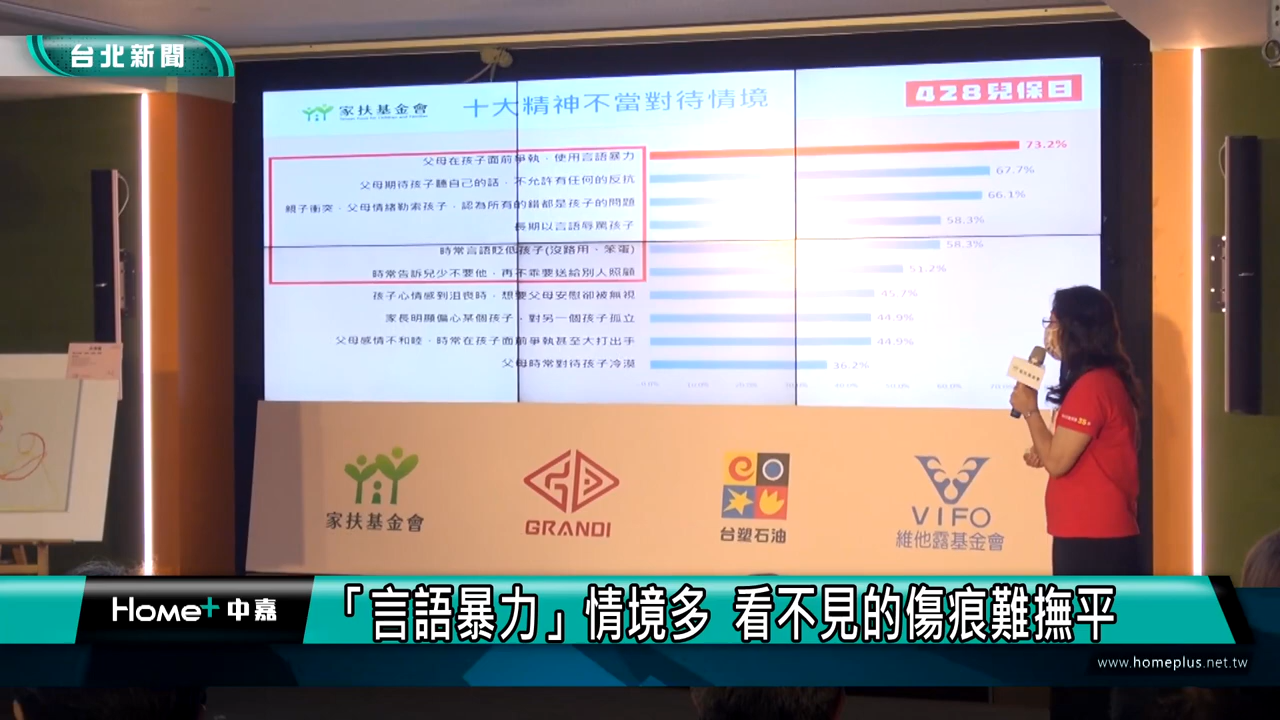 台北新聞
家扶基金會
十大精神不當對待情境
428兒保日
父母在孩子面前爭執，使用言語暴力
73.2%
父母期待孩子聽自己的話，不允許有任何的反抗
67.7%
親子衝突，父母情緒勒索孩子，認為所有的錯都是孩子的問題
66.1%
長期以言語辱罵孩子
58.3%
時常言語貶低孩子(沒路用、笨蛋)
58.3%
時常告訴兒少不要他，再不乖要送給別人照顧
51.2%
孩子心情感到沮喪時，想要父母安慰卻被無視
45.7%
家長明顯偏心某個孩子，對另一個孩子孤立
44.9%
父母感情不和睦，時常在孩子面前爭執甚至大打出手
44.9%
父母時常對待孩子冷漠
36.2%
家扶基金會
GRANDI
台塑石油
VIFO
維他露基金會
Home+中嘉
「言語暴力」情境多 看不見的傷痕難撫平
www.homeplus.net.tw